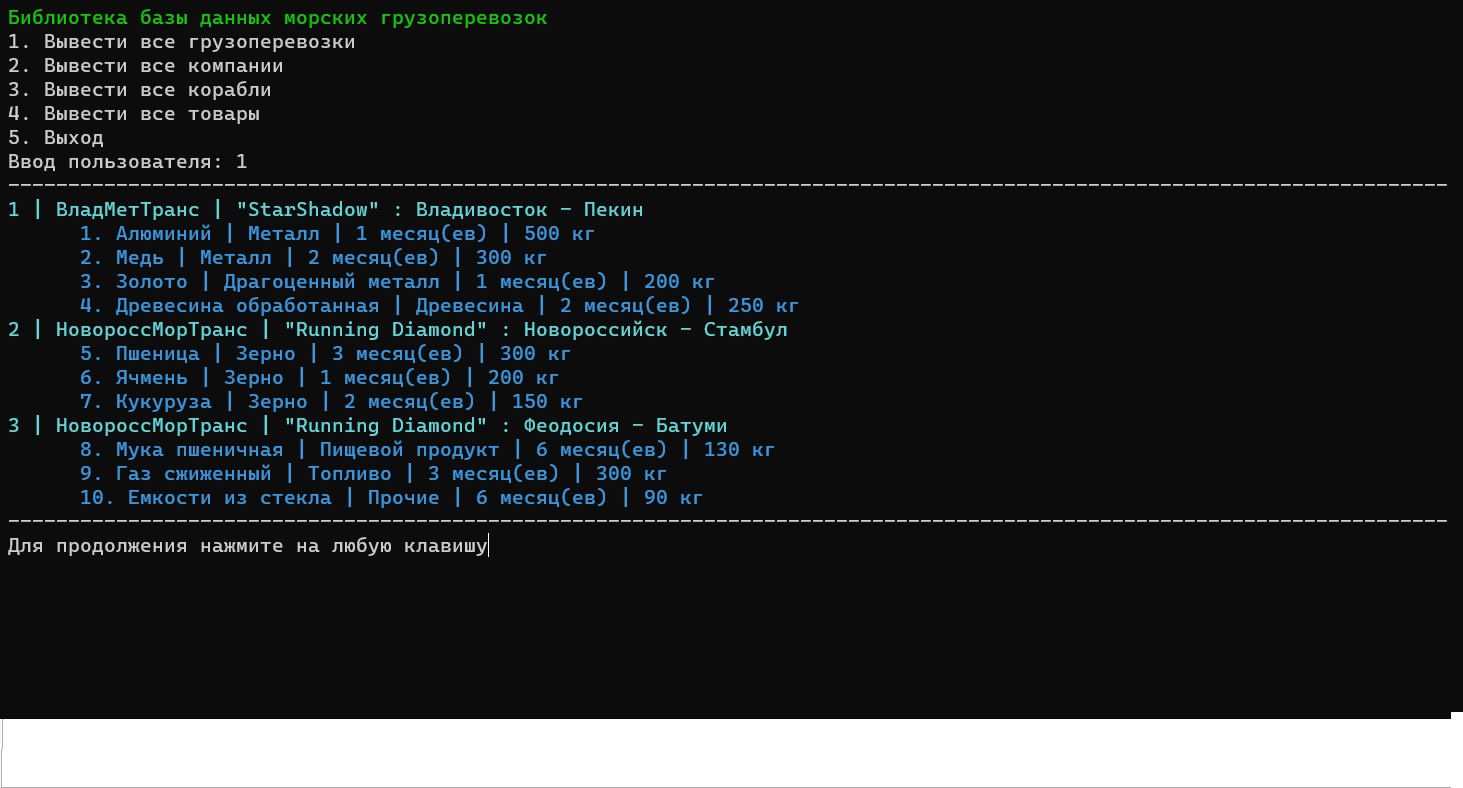 Библиотека базы данных морских грузоперевозок
1. Вывести все грузоперевозки
2. Вывести все компании
3. Вывести все корабли
4. Вывести все товары
5. Выход
Ввод пользователя: 1
------------------------------------------------------------------------------------------------------------------------
1 | ВладМетТранс | "StarShadow" : Владивосток - Пекин
1. Алюминий | Металл | 1 месяц(ев) | 500 кг
2. Медь | Металл | 2 месяц(ев) | 300 кг
3. Золото | Драгоценный металл | 1 месяц(ев) | 200 кг
4. Древесина обработанная | Древесина | 2 месяц(ев) | 250 кг
2 | НовороссМорТранс | "Running Diamond" : Новороссийск - Стамбул
5. Пшеница | Зерно | 3 месяц(ев) | 300 кг
6. Ячмень | Зерно | 1 месяц(ев) | 200 кг
7. Кукуруза | Зерно | 2 месяц(ев) | 150 кг
3 | НовороссМорТранс | "Running Diamond" : Феодосия - Батуми
8. Мука пшеничная | Пищевой продукт | 6 месяц(ев) | 130 кг
9. Газ сжиженный | Топливо | 3 месяц(ев) | 300 кг
10. Емкости из стекла | Прочие | 6 месяц(ев) | 90 кг
------------------------------------------------------------------------------------------------------------------------
Для продолжения нажмите на любую клавишу